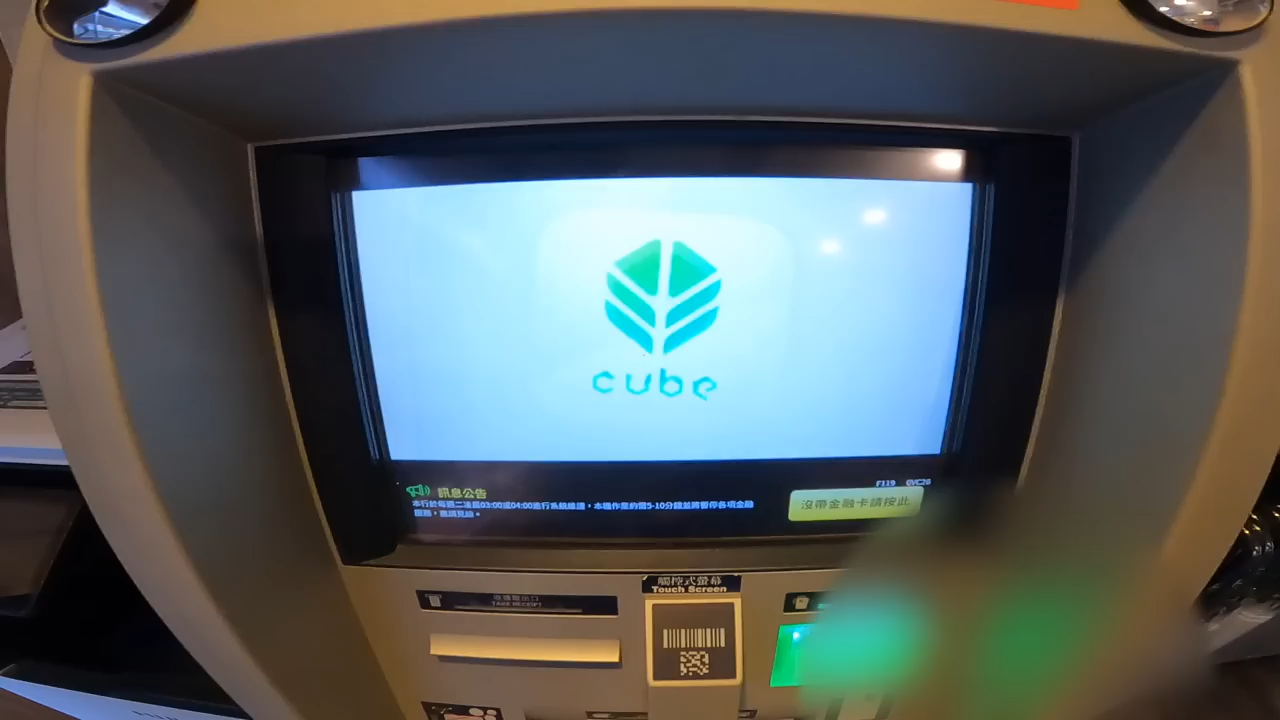 cube
F119 GVC26
訊息公告
本行於每週二凌晨03:00或04:00進行系統維護，本機作業約需5-10分鐘並將暫停各項金融
服務，敬請見諒。
沒帶金融卡請按此
觸控式螢幕
Touch Screen
TAKE RECEIPT